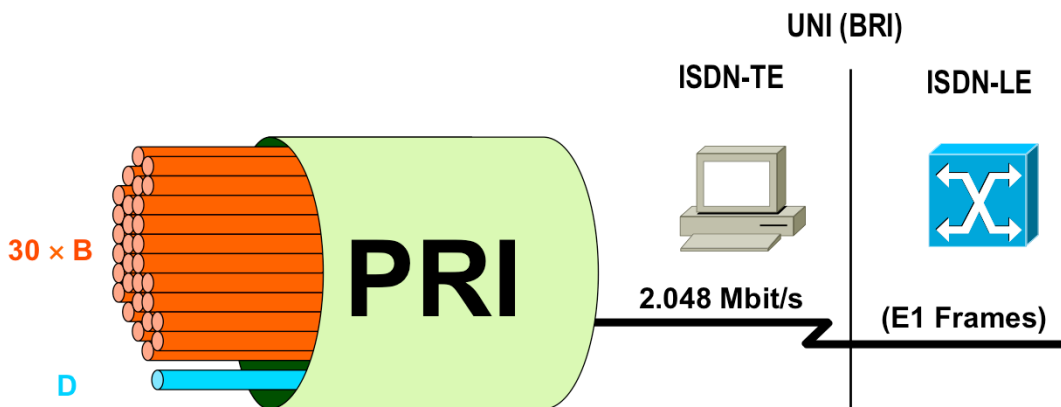 UNI (BRI)
ISDN-TE
ISDN-LE
30 × B
PRI
2.048 Mbit/s
(E1 Frames)
D